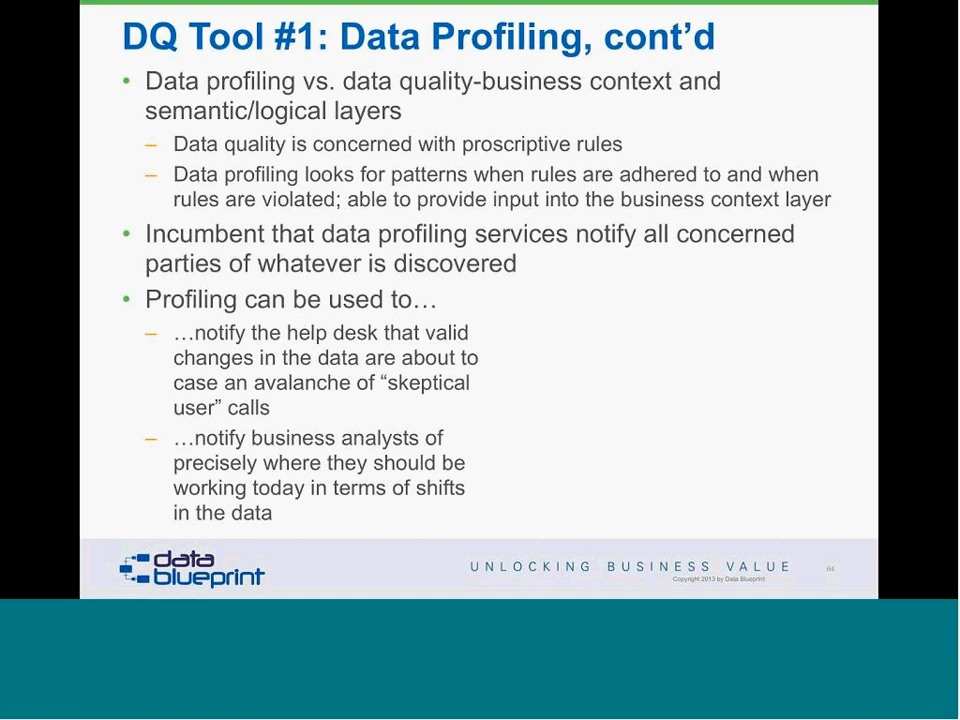 DQ Tool #1: Data Profiling, cont’d
• Data profiling vs. data quality-business context and
semantic/logical layers
– Data quality is concerned with proscriptive rules
– Data profiling looks for patterns when rules are adhered to and when
rules are violated; able to provide input into the business context layer
• Incumbent that data profiling services notify all concerned
parties of whatever is discovered
• Profiling can be used to…
– …notify the help desk that valid
changes in the data are about to
case an avalanche of “skeptical
user” calls
– …notify business analysts of
precisely where they should be
working today in terms of shifts
in the data
data
blueprint
UNLOCKING BUSINESS VALUE
Copyright 2013 by Data Blueprint
64